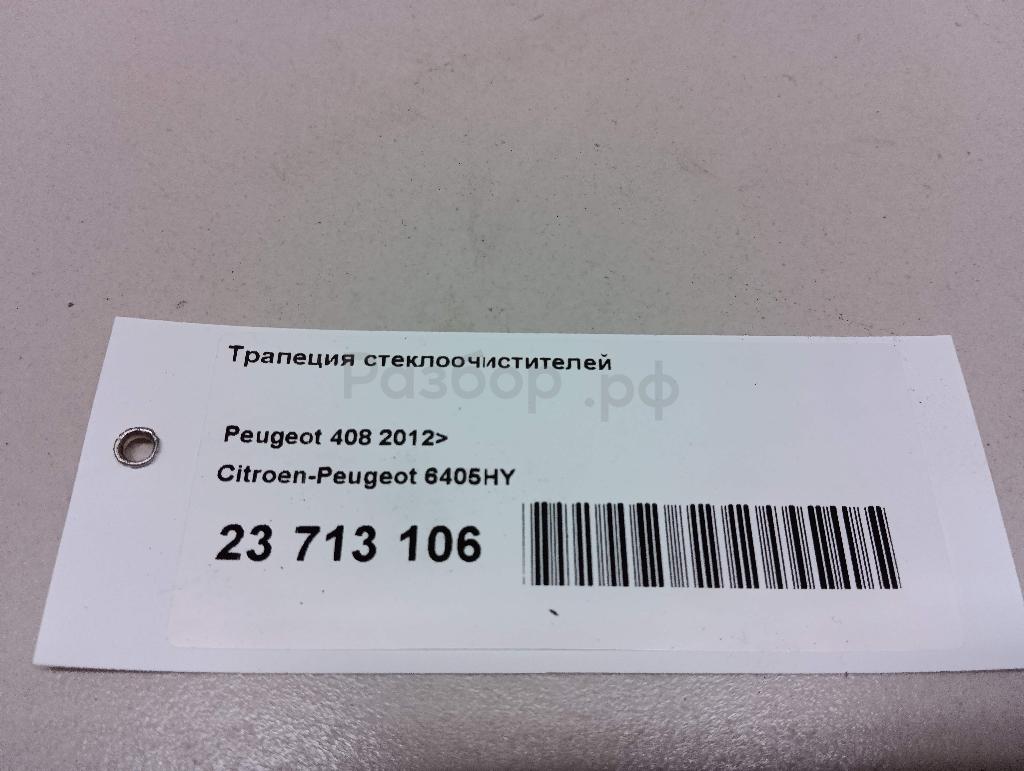 Трапеция стеклоочистителей
Разбор.рф
Peugeot 408 2012>
Citroen-Peugeot 6405HY
23 713 106